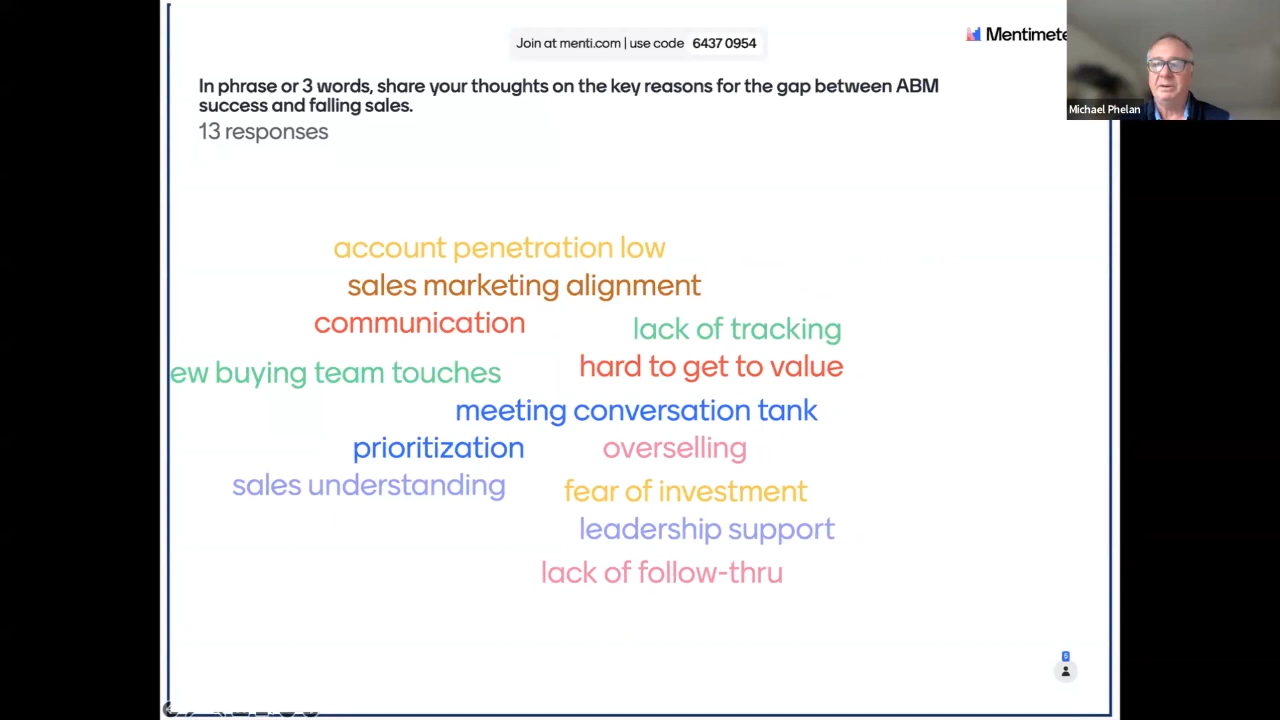 Join at menti.com | use code 6437 0954
Mentimete
Michael Phelan
In phrase or 3 words, share your thoughts on the key reasons for the gap between ABM
success and falling sales.
13 responses
account penetration low
sales marketing alignment
communication
lack of tracking
ew buying team touches
hard to get to value
meeting conversation tank
prioritization
overselling
sales understanding
fear of investment
leadership support
lack of follow-thru